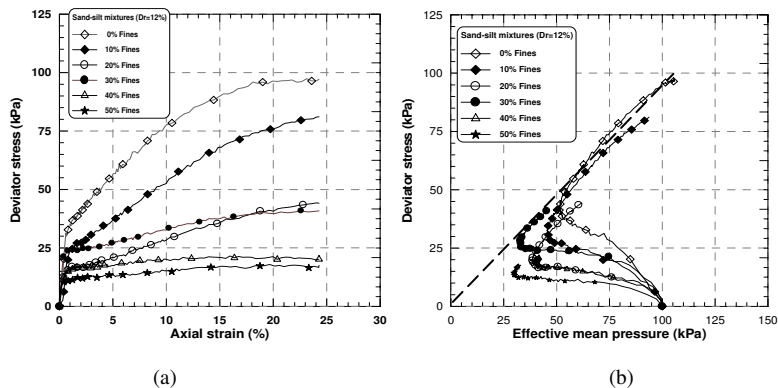 Sand-silt mixtures (Dr=12%)
0% Fines
10% Fines
20% Fines
30% Fines
40% Fines
50% Fines
125
100
75
50
25
0
Deviator stress (kPa)
0 5 10 15 20 25 30
Axial strain (%)
(a)
Sand-silt mixtures (Dr=12%)
0% Fines
10% Fines
20% Fines
30% Fines
40% Fines
50% Fines
125
100
75
50
25
0
Deviator stress (kPa)
0 25 50 75 100 125 150
Effective mean pressure (kPa)
(b)